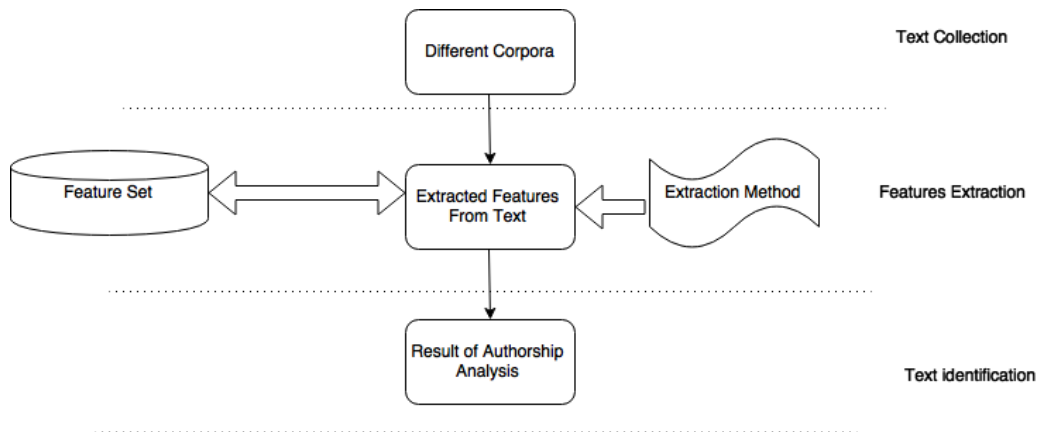 Different Corpora
Text Collection
Feature Set
Extracted Features
From Text
Extraction Method
Features Extraction
Result of Authorship
Analysis
Text identification